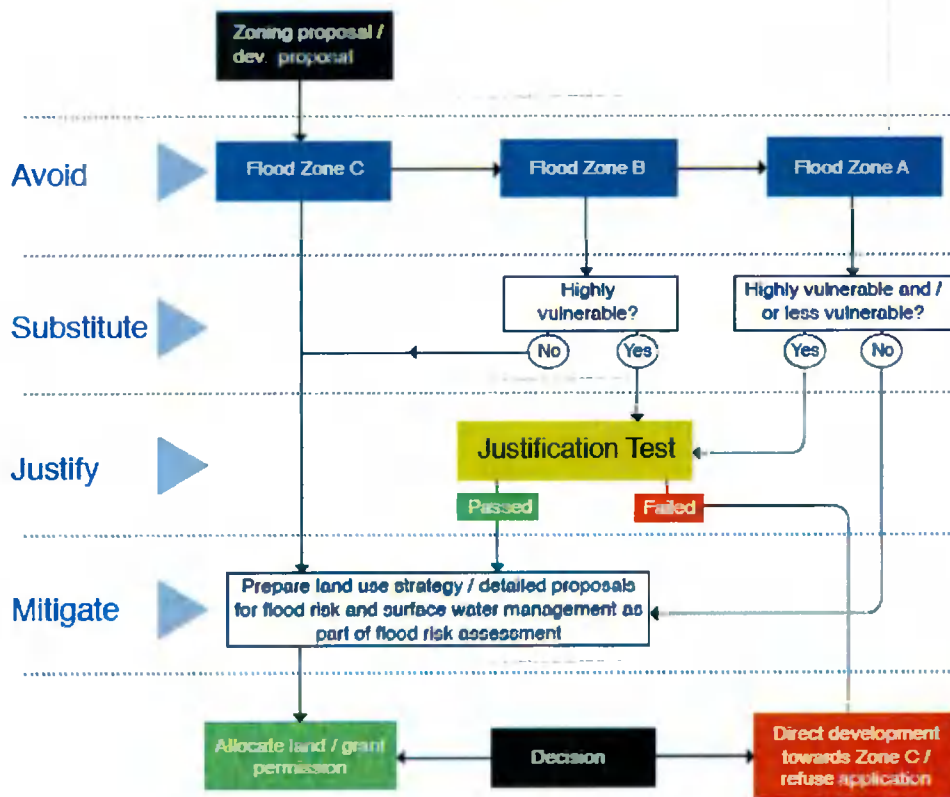 Zoning proposal /
dev. proposal
Avoid
Flood Zone C
Flood Zone B
Flood Zone A
Substitute
Highly
vulnerable?
Highly vulnerable and /
or less vulnerable?
No
Yes
Yes
No
Justify
Justification Test
Passed
Failed
Mitigate
Prepare land use strategy / detailed proposals
for flood risk and surface water management as
part of flood risk assessment
Allocate land / grant
permission
Decision
Direct development
towards Zone C /
refuse application